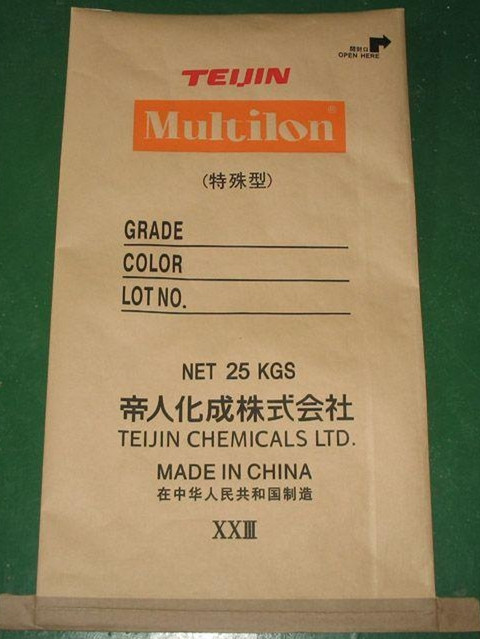 開封口
OPEN HERE
TEIJIN
Multilon®
(特殊型)
GRADE
COLOR
LOT NO.
NET 25 KGS
帝人化成株式会社
TEIJIN CHEMICALS LTD.
MADE IN CHINA
在中华人民共和国制造
XXIII